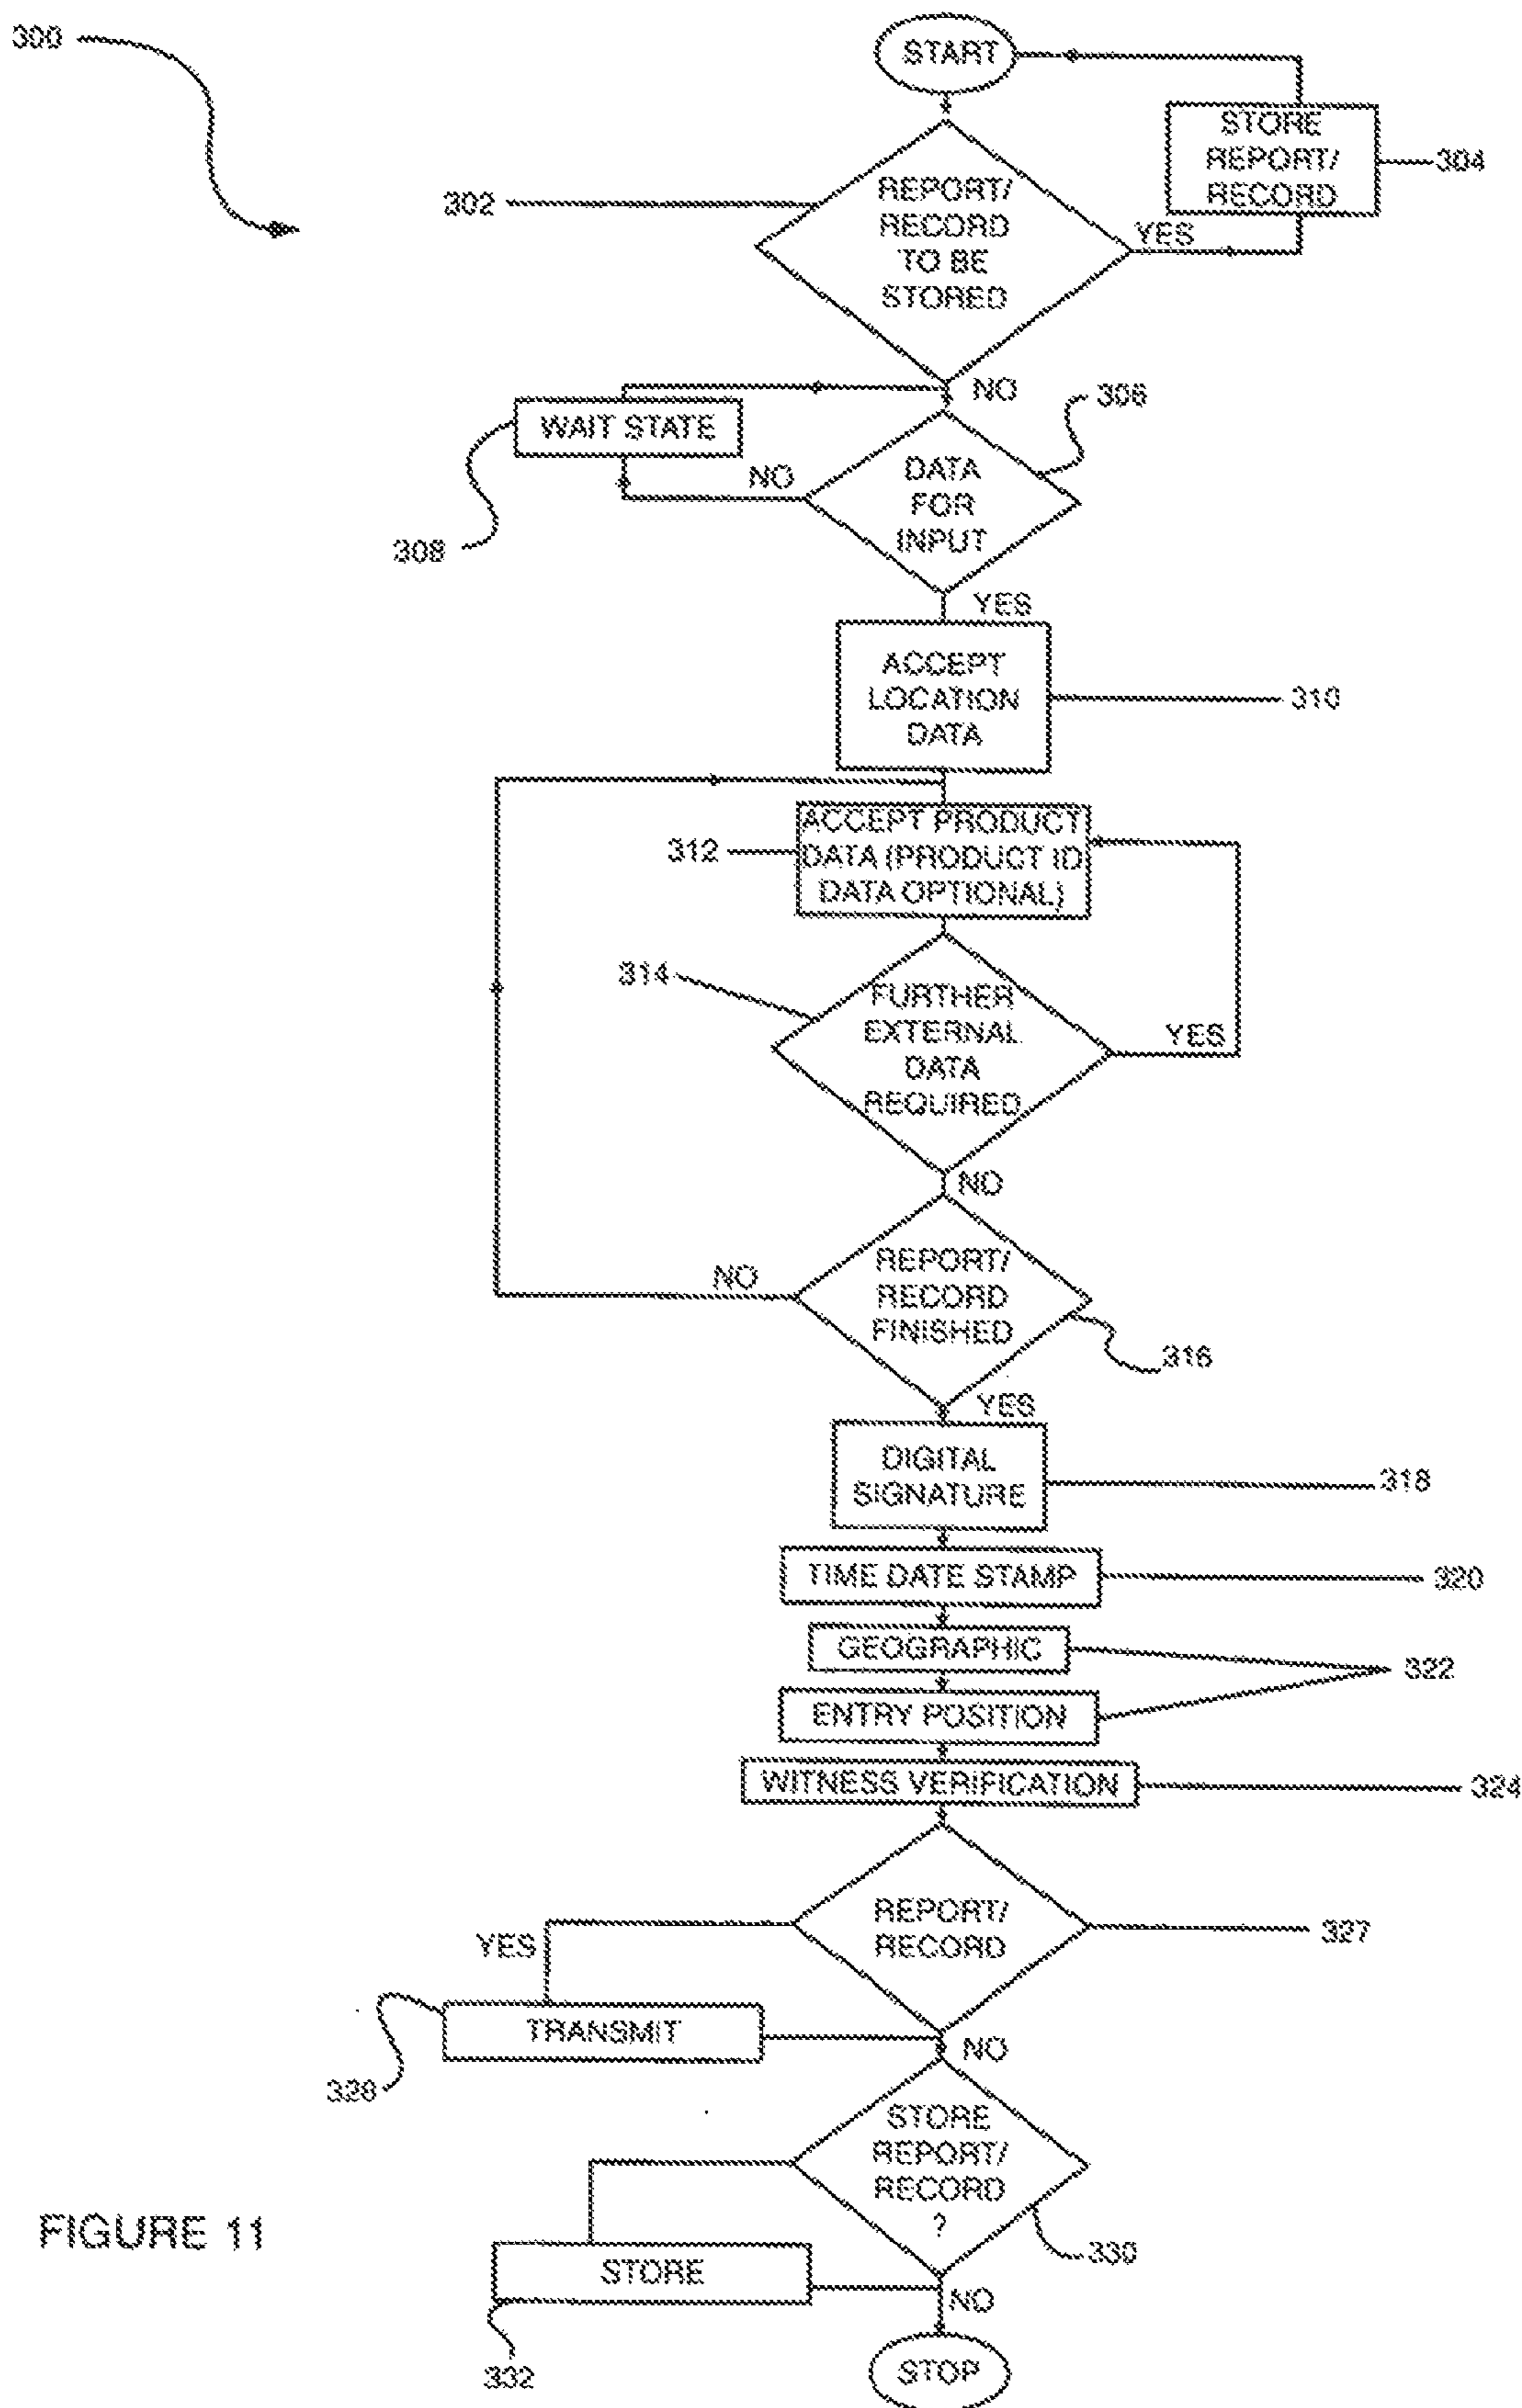 300
START
STORE
REPORT/
RECORD
304
302
REPORT/
RECORD
TO BE
STORED
YES
NO
306
WAIT STATE
NO
DATA
FOR
INPUT
308
YES
ACCEPT
LOCATION
DATA
310
312
ACCEPT PRODUCT
DATA (PRODUCT ID
DATA OPTIONAL)
314
FURTHER
EXTERNAL
DATA
REQUIRED
YES
NO
NO
REPORT/
RECORD
FINISHED
316
YES
DIGITAL
SIGNATURE
318
TIME DATE STAMP
320
GEOGRAPHIC
322
ENTRY POSITION
WITNESS VERIFICATION
324
REPORT/
RECORD
327
YES
TRANSMIT
NO
328
STORE
REPORT/
RECORD
?
330
FIGURE 11
STORE
NO
332
STOP